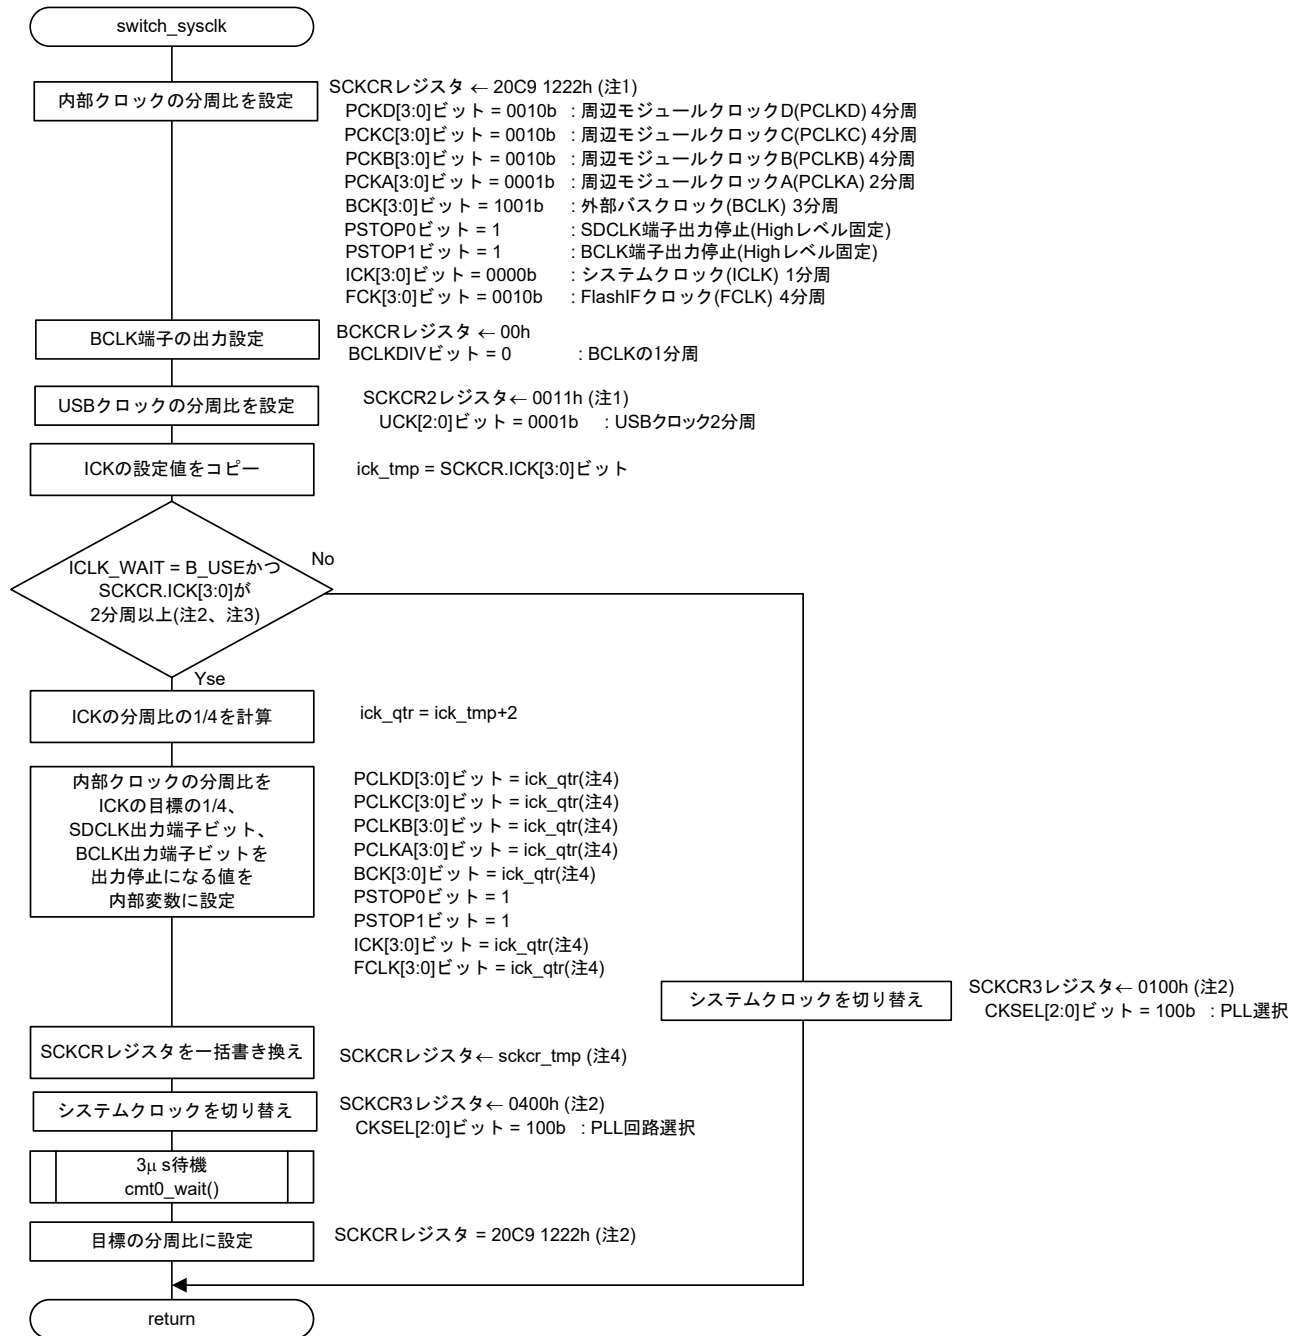 switch_sysclk
内部クロックの分周比を設定
SCKCRレジスタ ← 20C9 1222h (注1)
PCKD[3:0]ビット = 0010b : 周辺モジュールクロックD(PCLKD) 4分周
PCKC[3:0]ビット = 0010b : 周辺モジュールクロックC(PCLKC) 4分周
PCKB[3:0]ビット = 0010b : 周辺モジュールクロックB(PCLKB) 4分周
PCKA[3:0]ビット = 0001b : 周辺モジュールクロックA(PCLKA) 2分周
BCK[3:0]ビット = 1001b : 外部バスクロック(BCLK) 3分周
PSTOP0ビット = 1 : SDCLK端子出力停止(Highレベル固定)
PSTOP1ビット = 1 : BCLK端子出力停止(Highレベル固定)
ICK[3:0]ビット = 0000b : システムクロック(ICLK) 1分周
FCK[3:0]ビット = 0010b : FlashIFクロック(FCLK) 4分周
BCLK端子の出力設定
BCKCRレジスタ ← 00h
BCLKDIVビット = 0 : BCLKの1分周
USBクロックの分周比を設定
SCKCR2レジスタ← 0011h (注1)
UCK[2:0]ビット = 0001b : USBクロック2分周
ICKの設定値をコピー
ick_tmp = SCKCR.ICK[3:0]ビット
ICLK_WAIT = B_USEかつ
SCKCR.ICK[3:0]が
2分周以上(注2、注3)
No
Yse
ICKの分周比の1/4を計算
ick_qtr = ick_tmp+2
内部クロックの分周比を
ICKの目標の1/4、
SDCLK出力端子ビット、
BCLK出力端子ビットを
出力停止になる値を
内部変数に設定
PCLKD[3:0]ビット = ick_qtr(注4)
PCLKC[3:0]ビット = ick_qtr(注4)
PCLKB[3:0]ビット = ick_qtr(注4)
PCLKA[3:0]ビット = ick_qtr(注4)
BCK[3:0]ビット = ick_qtr(注4)
PSTOP0ビット = 1
PSTOP1ビット = 1
ICK[3:0]ビット = ick_qtr(注4)
FCLK[3:0]ビット = ick_qtr(注4)
システムクロックを切り替え
SCKCR3レジスタ← 0100h (注2)
CKSEL[2:0]ビット = 100b : PLL選択
SCKCRレジスタを一括書き換え
SCKCRレジスタ← sckcr_tmp (注4)
システムクロックを切り替え
SCKCR3レジスタ← 0400h (注2)
CKSEL[2:0]ビット = 100b : PLL回路選択
3μ s待機
cmt0_wait()
目標の分周比に設定
SCKCRレジスタ = 20C9 1222h (注2)
return